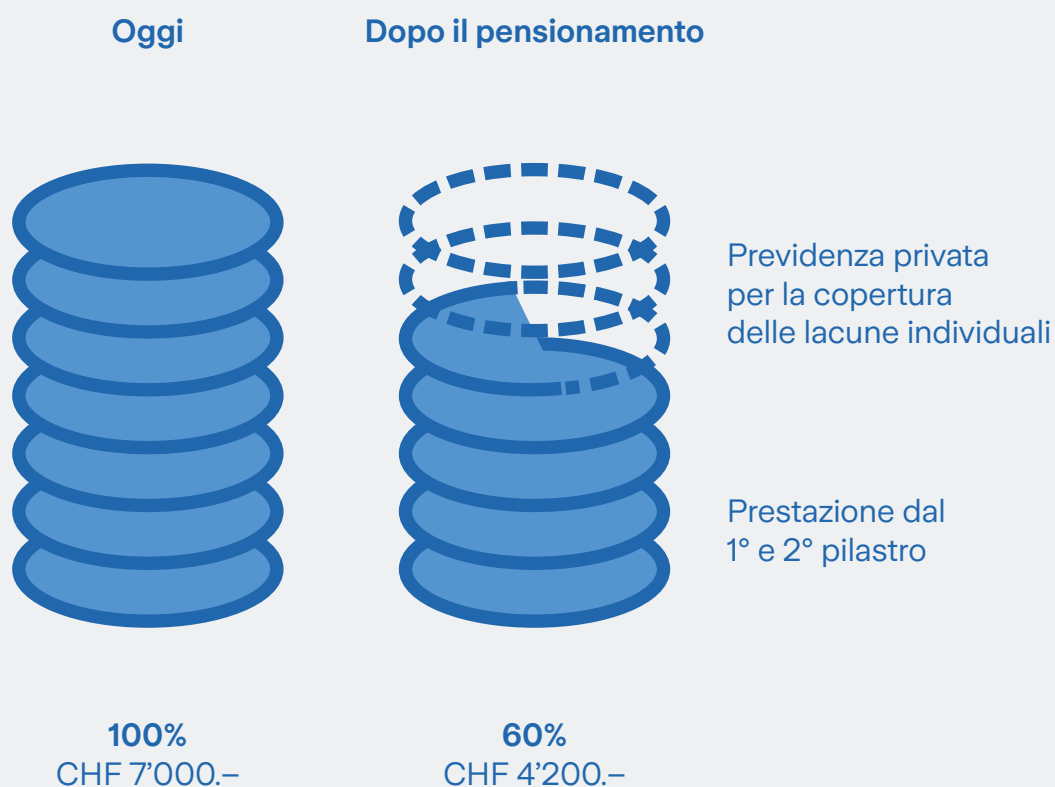 Oggi
Dopo il pensionamento
Previdenza privata
per la copertura
delle lacune individuali
Prestazione dal
1° e 2° pilastro
100%
CHF 7’000.–
60%
CHF 4’200.–